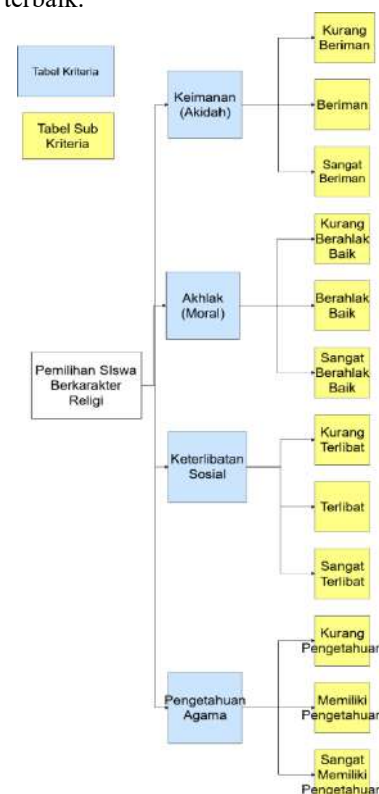 terbaik.
Tabel Kriteria
Tabel Sub
Kriteria
Pemilihan SIswa
Berkarakter
Religi
Keimanan
(Akidah)
Kurang
Beriman
Beriman
Sangat
Beriman
Akhlak
(Moral)
Kurang
Berahlak
Baik
Berahlak
Baik
Sangat
Berahlak
Baik
Keterlibatan
Sosial
Kurang
Terlibat
Terlibat
Sangat
Terlibat
Pengetahuan
Agama
Kurang
Pengetahuan
Memiliki
Pengetahuan
Sangat
Memiliki
Pengetahuan